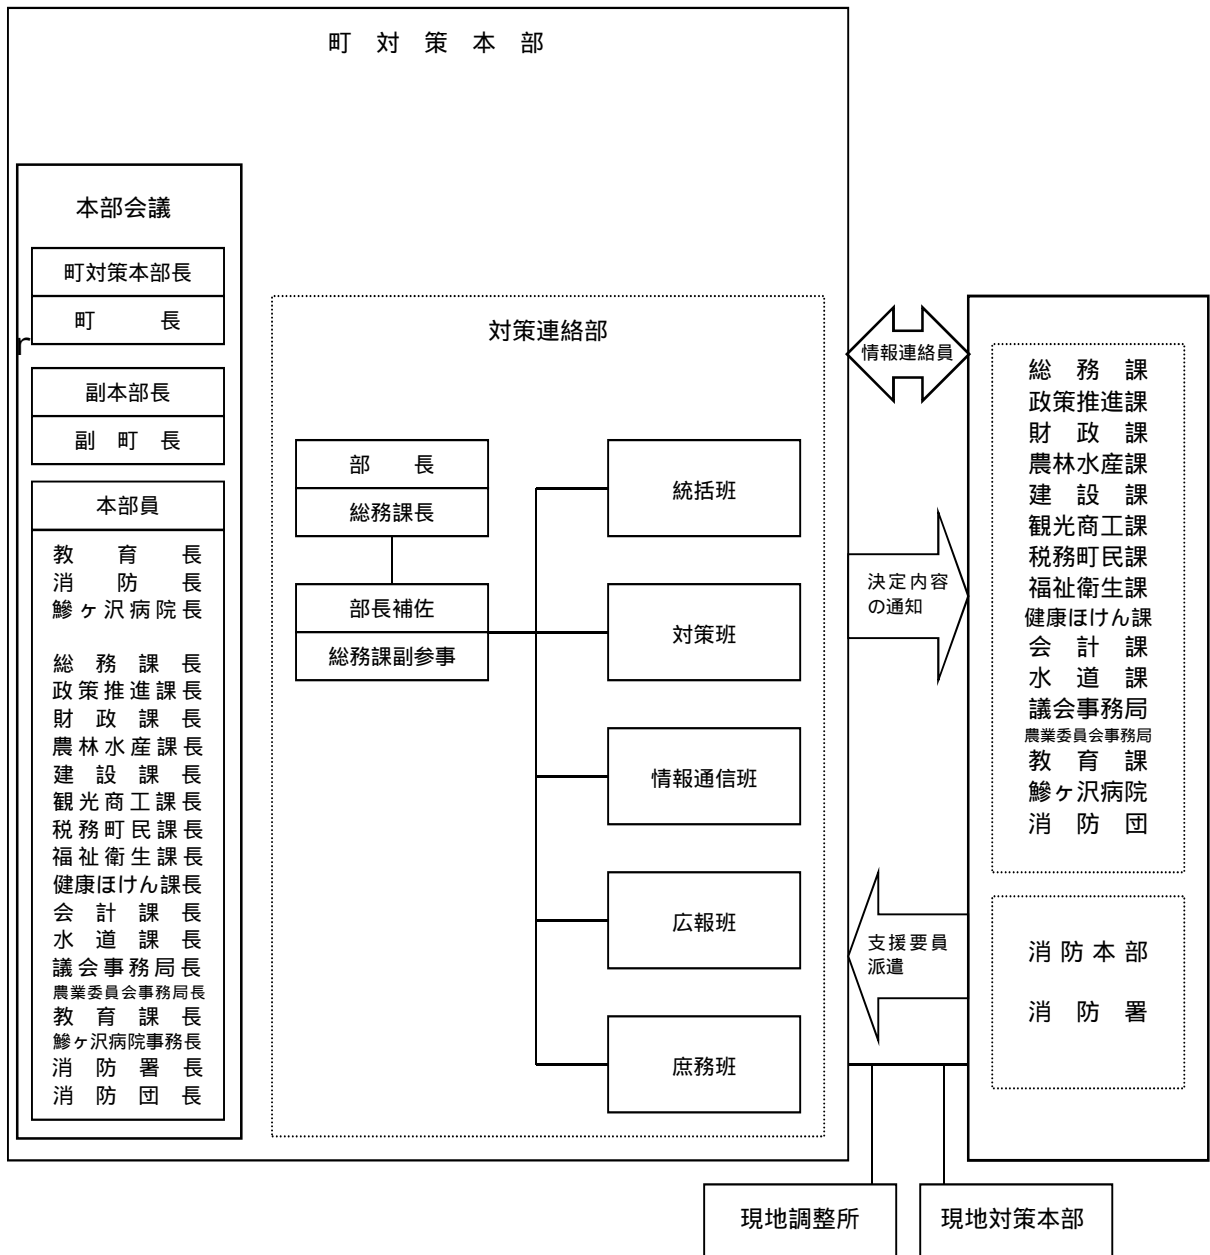 町 対 策 本 部
本部会議
町対策本部長
町 長
r
副本部長
副 町 長
本部員
教 育 長
消 防 長
鰺ヶ沢病院長
総 務 課 長
政策推進課長
財 政 課 長
農林水産課長
建 設 課 長
観光商工課長
税務町民課長
福祉衛生課長
健康ほけん課長
会 計 課 長
水 道 課 長
議会事務局長
農業委員会事務局長
教 育 課 長
鰺ヶ沢病院事務長
消 防 署 長
消 防 団 長
対策連絡部
部 長
総務課長
部長補佐
総務課副参事
統括班
対策班
情報通信班
広報班
庶務班
情報連絡員
決定内容
の通知
支援要員
派遣
総 務 課
政策推進課
財 政 課
農林水産課
建 設 課
観光商工課
税務町民課
福祉衛生課
健康ほけん課
会 計 課
水 道 課
議会事務局
農業委員会事務局
教 育 課
鰺ヶ沢病院
消 防 団
消 防 本 部
消 防 署
現地調整所
現地対策本部